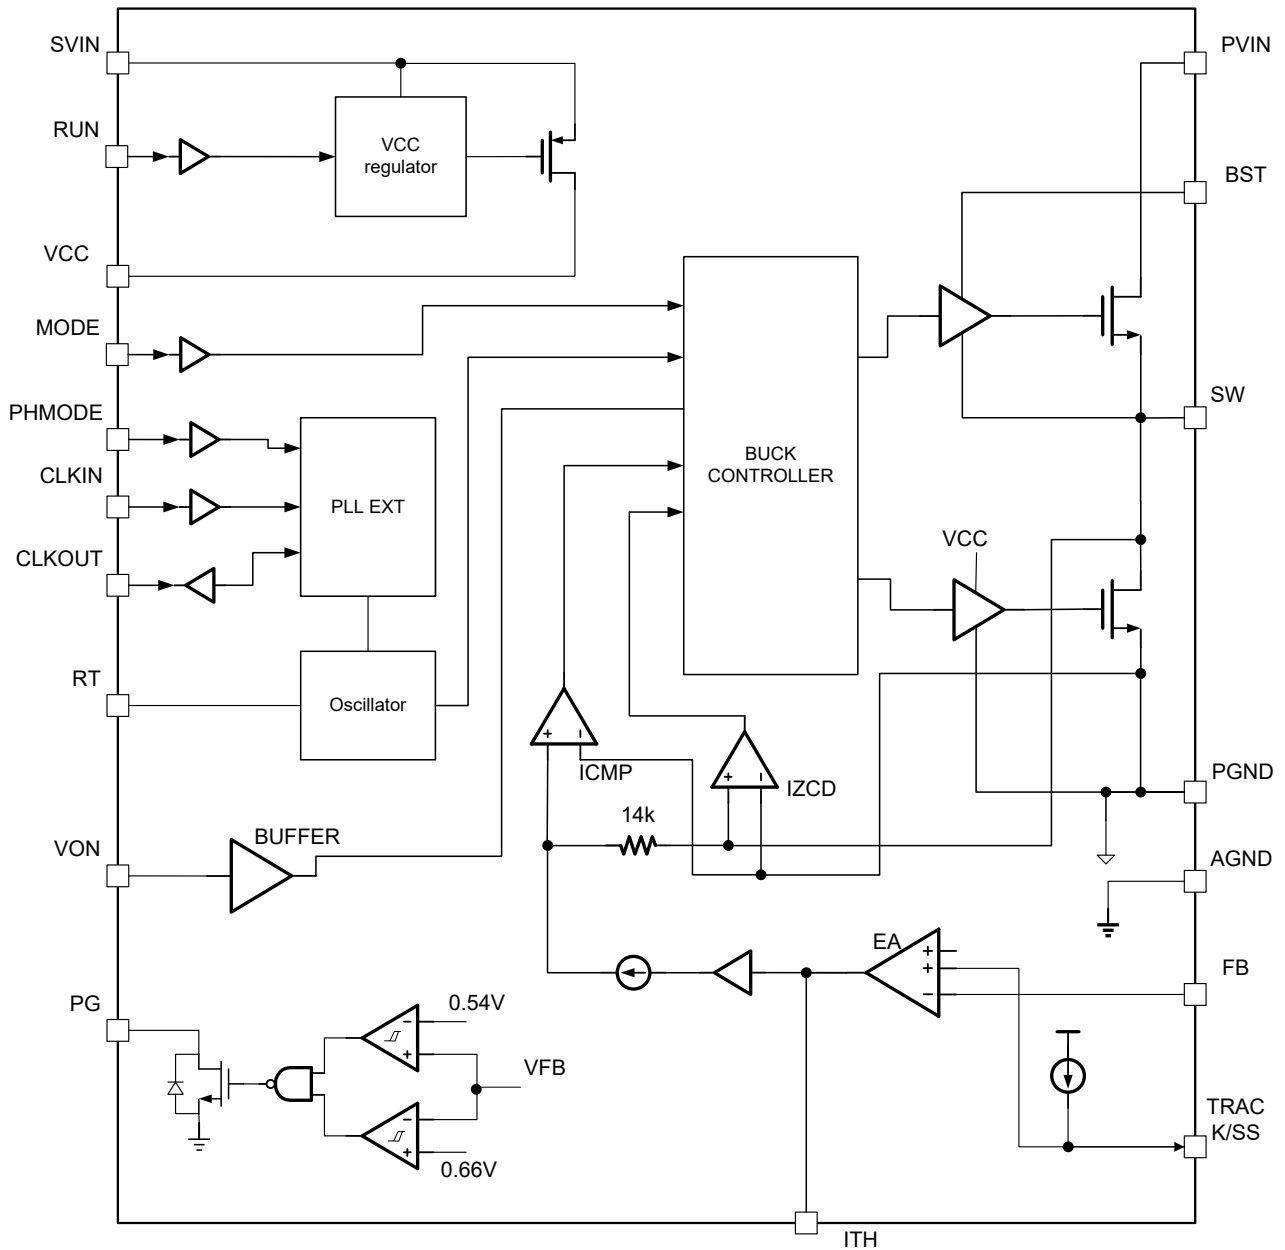 SVIN
PVIN
RUN
VCC
regulator
BST
VCC
MODE
PHMODE
SW
CLKIN
BUCK
CONTROLLER
PLL EXT
CLKOUT
VCC
RT
Oscillator
+ −
ICMP
+ −
IZCD
PGND
14k
BUFFER
VON
AGND
EA
+
+
−
FB
PG
0.54V
−
+
VFB
−
+
0.66V
TRAC
K/SS
ITH